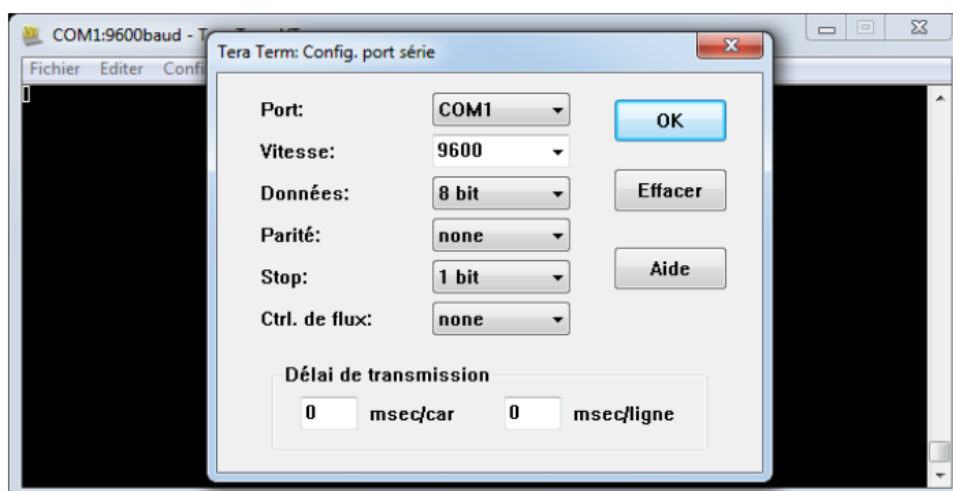 COM1:9600baud - T
Fichier Editer Confi
Tera Term: Config. port série
Port: COM1
OK
Vitesse: 9600
Données: 8 bit
Effacer
Parité: none
Stop: 1 bit
Aide
Ctrl. de flux: none
Délai de transmission
0 msec/car 0 msec/ligne